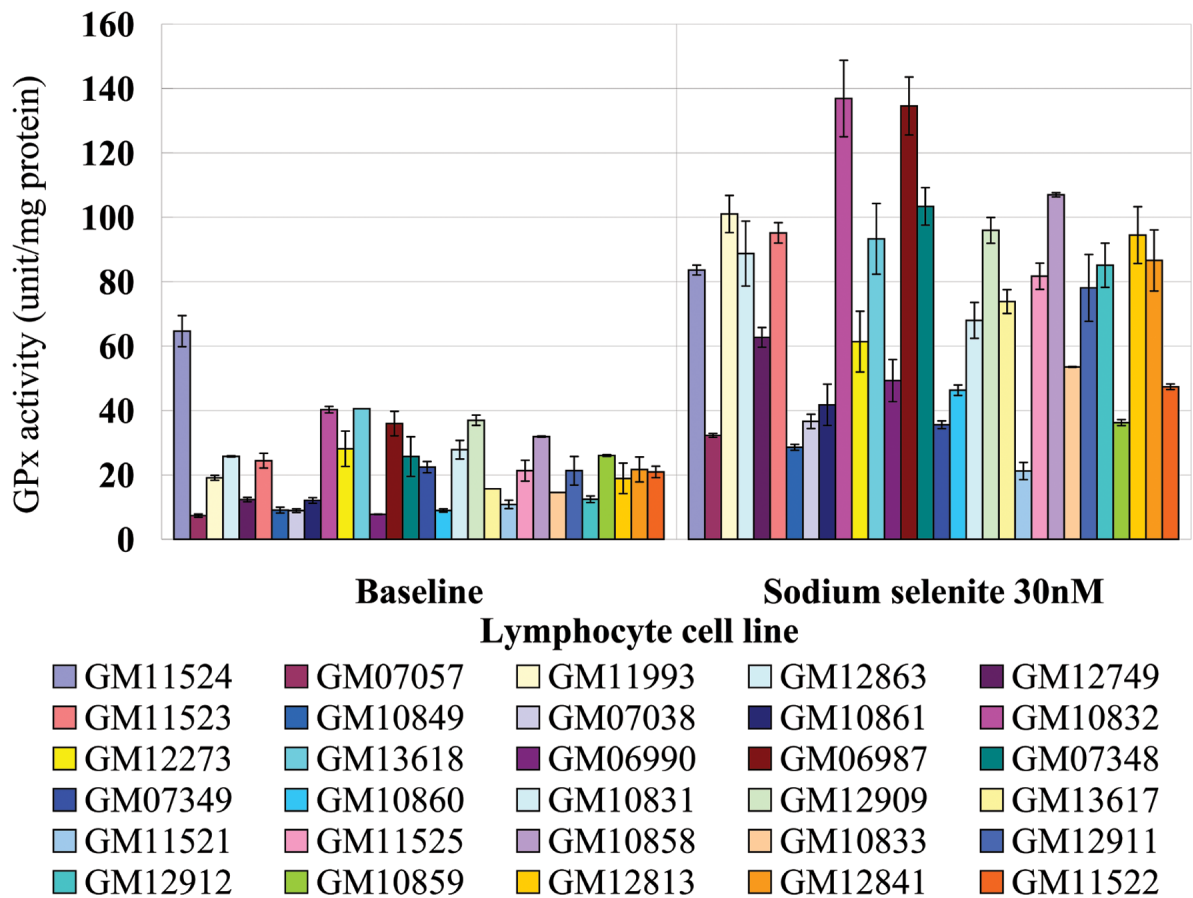 GPx activity (unit/mg protein)
160
140
120
100
80
60
40
20
0
Baseline Sodium selenite 30nM
Lymphocyte cell line
GM11524 GM07057 GM11993 GM12863 GM12749
GM11523 GM10849 GM07038 GM10861 GM10832
GM12273 GM13618 GM06990 GM06987 GM07348
GM07349 GM10860 GM10831 GM12909 GM13617
GM11521 GM11525 GM10858 GM10833 GM12911
GM12912 GM10859 GM12813 GM12841 GM11522